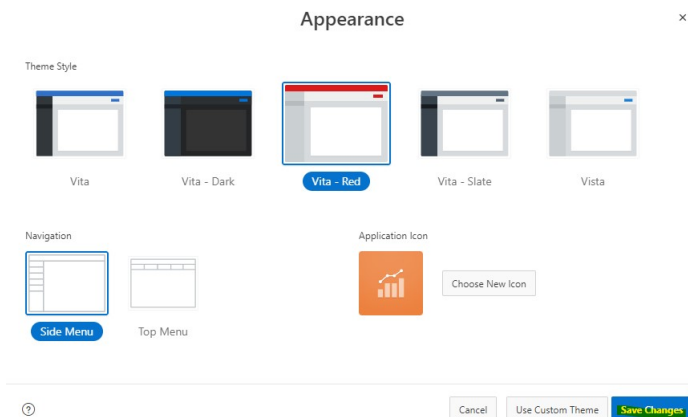 Appearance
×
Theme Style
Vita
Vita - Dark
Vita - Red
Vita - Slate
Vista
Navigation
Application Icon
Choose New Icon
Side Menu
Top Menu
?
Cancel
Use Custom Theme
Save Changes